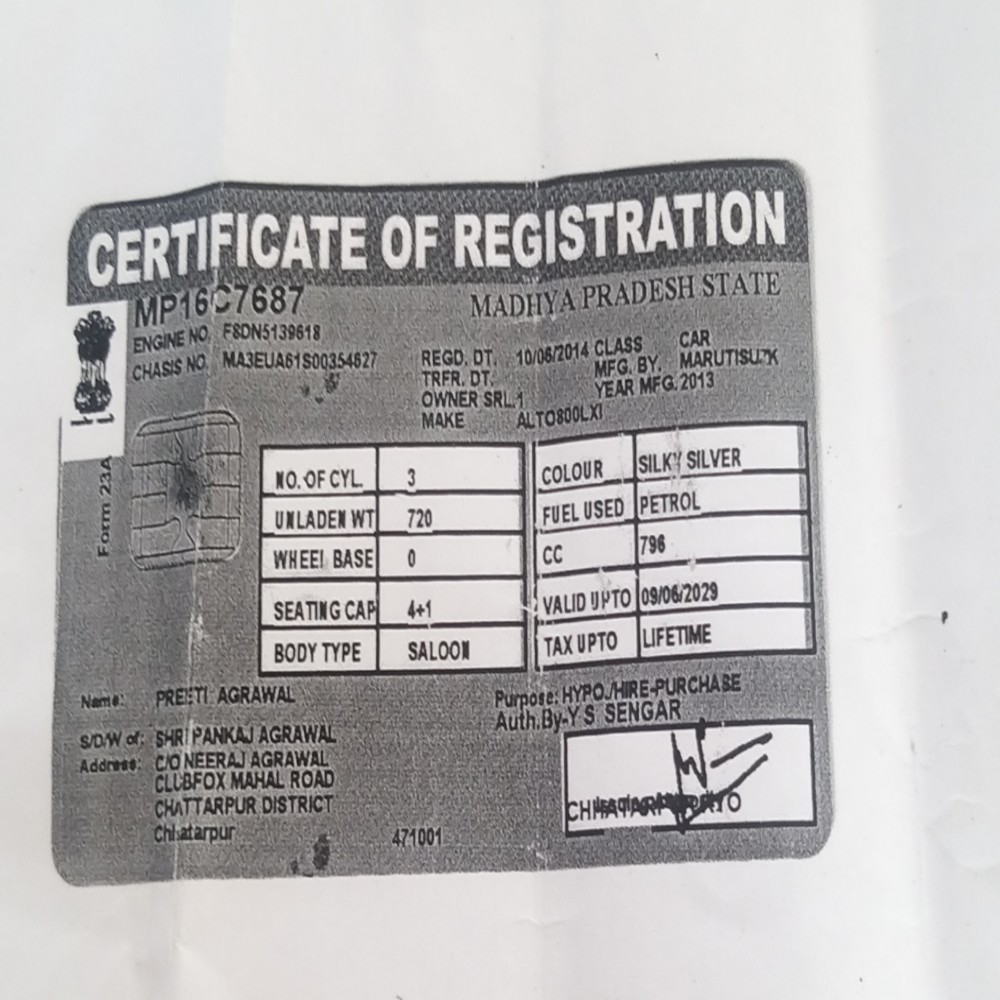 CERTIFICATE OF REGISTRATION
MP16C7687
MADHYA PRADESH STATE
ENGINE NO. F8DN5139618
CHASIS NO. MA3EUA61S00354627
REGD. DT. 10/06/2014 CLASS CAR
TRFR. DT. MFG. BY. MARUTISUZK
OWNER SRL.1 YEAR MFG.2013
MAKE ALTO800LXI
Form 23A
NO. OF CYL. 3
UNLADEN WT 720
WHEEL BASE 0
SEATING CAP 4+1
BODY TYPE SALOON
COLOUR SILKY SILVER
FUEL USED PETROL
CC 796
VALID UPTO 09/06/2029
TAX UPTO LIFETIME
Name: PREETI AGRAWAL
S/D/W of: SHRI PANKAJ AGRAWAL
Address: C/O NEERAJ AGRAWAL
CLUBFOX MAHAL ROAD
CHATTARPUR DISTRICT
Chhatarpur 471001
Purpose: HYPO./HIRE-PURCHASE
Auth.By-Y S SENGAR